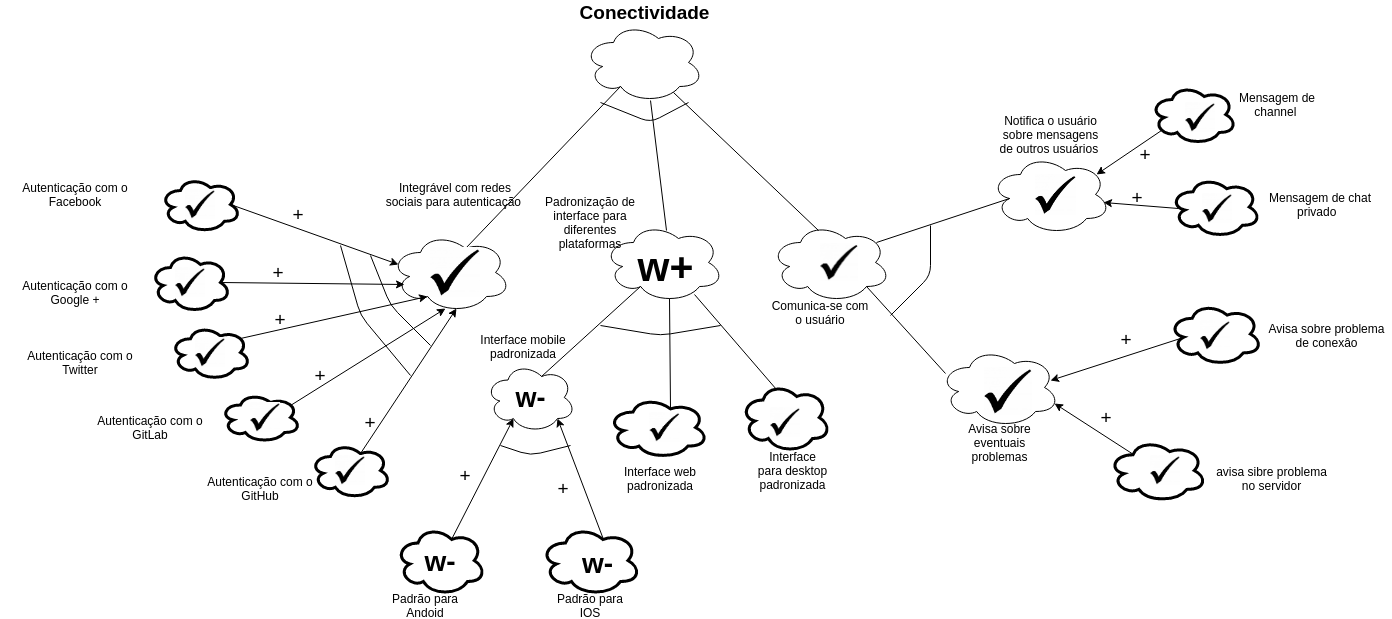 Conectividade
Mensagem de
channel
Notifica o usuário
sobre mensagens
de outros usuários
+
Mensagem de chat
privado
+
Autenticação com o
Facebook
+
Integrável com redes
sociais para autenticação
Padronização de
interface para
diferentes
plataformas
w+
Comunica-se com
o usuário
Autenticação com o
Google +
+
Autenticação com o
Twitter
+
Autenticação com o
GitLab
+
Autenticação com o
GitHub
+
Interface mobile
padronizada
w-
Interface web
padronizada
Interface
para desktop
padronizada
+
+
w-
Padrão para
Andoid
w-
Padrão para
IOS
Avisa sobre
eventuais
problemas
+
Avisa sobre problema
de conexão
+
avisa sibre problema
no servidor